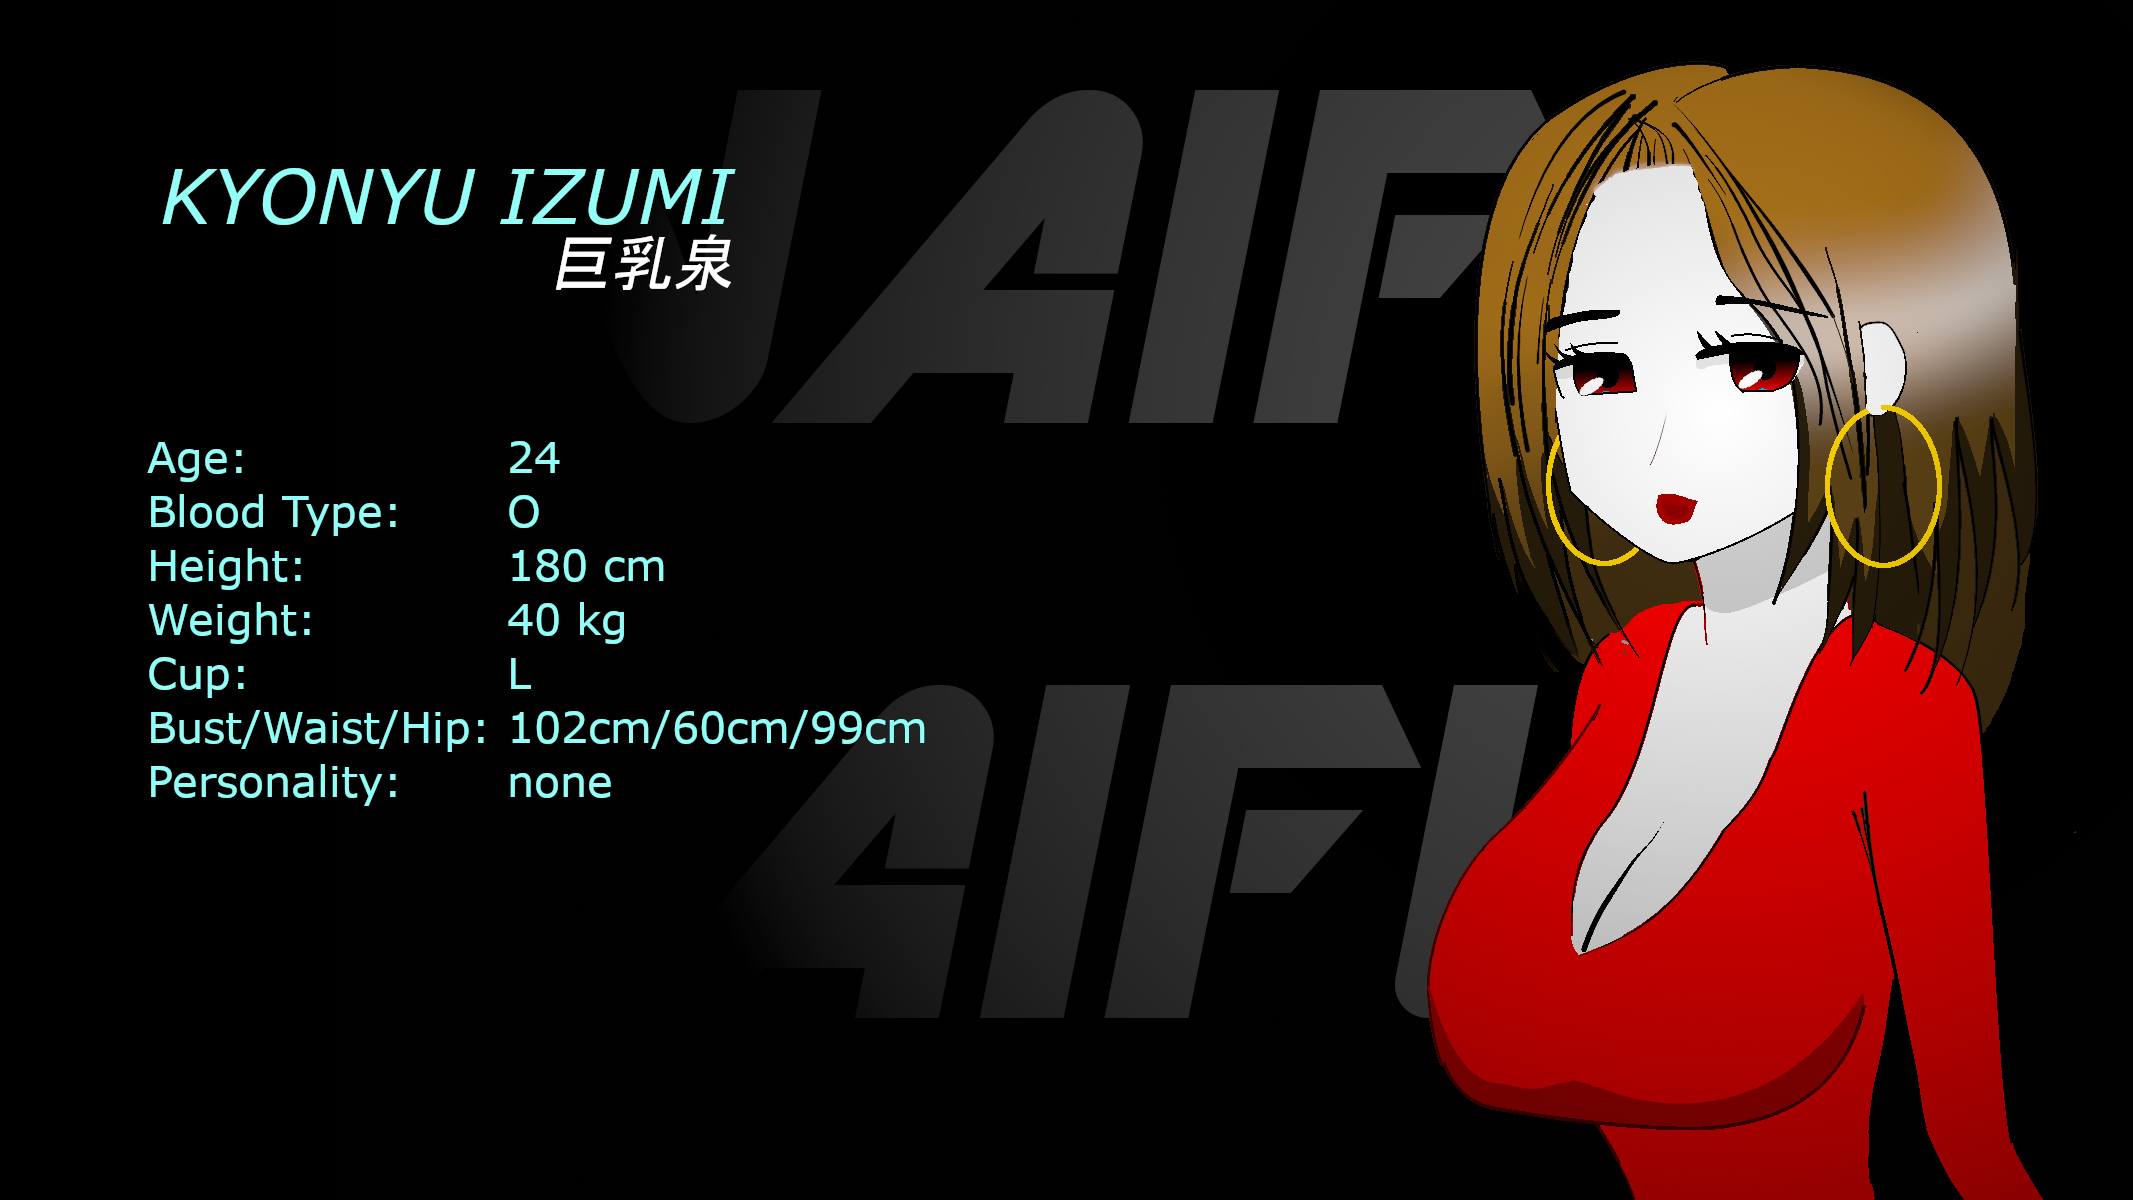 KYONYU IZUMI
巨乳泉
Age: 24
Blood Type: O
Height: 180 cm
Weight: 40 kg
Cup: L
Bust/Waist/Hip: 102cm/60cm/99cm
Personality: none